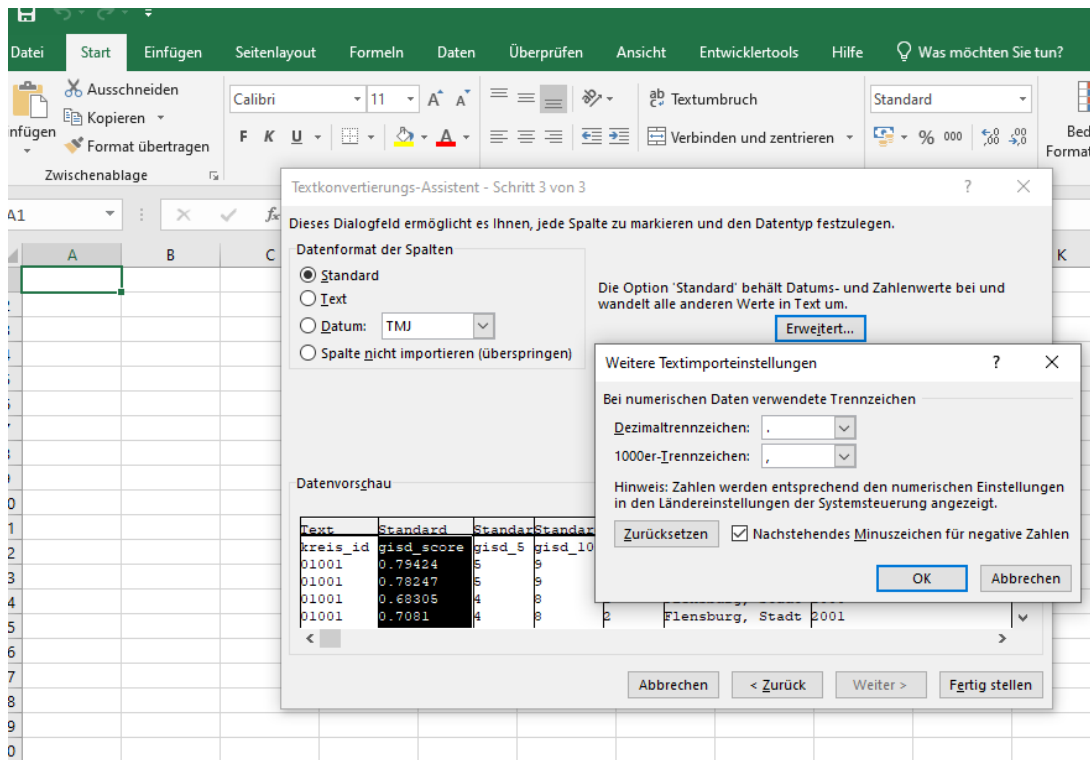 Datei Start Einfügen Seitenlayout Formeln Daten Überprüfen Ansicht Entwicklertools Hilfe Was möchten Sie tun?
Ausschneiden
Kopieren
Format übertragen
Zwischenablage
Calibri 11
F K U
ab Textumbruch
Verbinden und zentrieren
Standard
% 000
A1
A B C K
Textkonvertierungs-Assistent - Schritt 3 von 3
Dieses Dialogfeld ermöglicht es Ihnen, jede Spalte zu markieren und den Datentyp festzulegen.
Datenformat der Spalten
Standard
Text
Datum: TMJ
Spalte nicht importieren (überspringen)
Die Option 'Standard' behält Datums- und Zahlenwerte bei und
wandelt alle anderen Werte in Text um.
Erweitert...
Weitere Textimporteinstellungen
Bei numerischen Daten verwendete Trennzeichen
Dezimaltrennzeichen: .
1000er-Trennzeichen: ,
Hinweis: Zahlen werden entsprechend den numerischen Einstellungen
in den Ländereinstellungen der Systemsteuerung angezeigt.
Zurücksetzen Nachstehendes Minuszeichen für negative Zahlen
OK Abbrechen
Datenvorschau
Text Standard Standar Standar
kreis_id gisd_score gisd_5 gisd_10
01001 0.79424 5 9
01001 0.78247 5 9
01001 0.68305 4 8
01001 0.7081 4 8 2 Flensburg, Stadt 2001
Abbrechen < Zurück Weiter > Fertig stellen